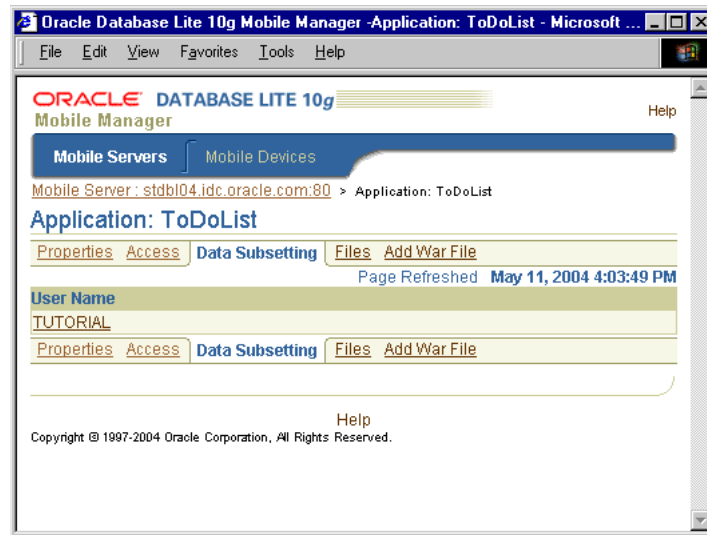 Oracle Database Lite 10g Mobile Manager -Application: ToDoList - Microsoft ...
File Edit View Favorites Tools Help
ORACLE DATABASE LITE 10g
Mobile Manager
Help
Mobile Servers Mobile Devices
Mobile Server : stdbl04.idc.oracle.com:80 > Application: ToDoList
Application: ToDoList
Properties Access Data Subsetting Files Add War File
Page Refreshed May 11, 2004 4:03:49 PM
User Name
TUTORIAL
Properties Access Data Subsetting Files Add War File
Help
Copyright © 1997-2004 Oracle Corporation, All Rights Reserved.